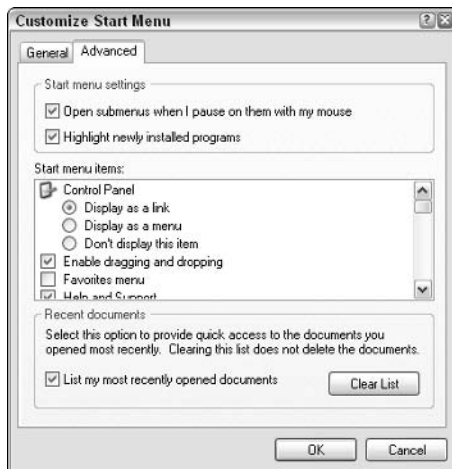 Customize Start Menu
General Advanced
Start menu settings
Open submenus when I pause on them with my mouse
Highlight newly installed programs
Start menu items:
Control Panel
Display as a link
Display as a menu
Don't display this item
Enable dragging and dropping
Favorites menu
Help and Support
Recent documents
Select this option to provide quick access to the documents you
opened most recently. Clearing this list does not delete the documents.
List my most recently opened documents Clear List
OK Cancel